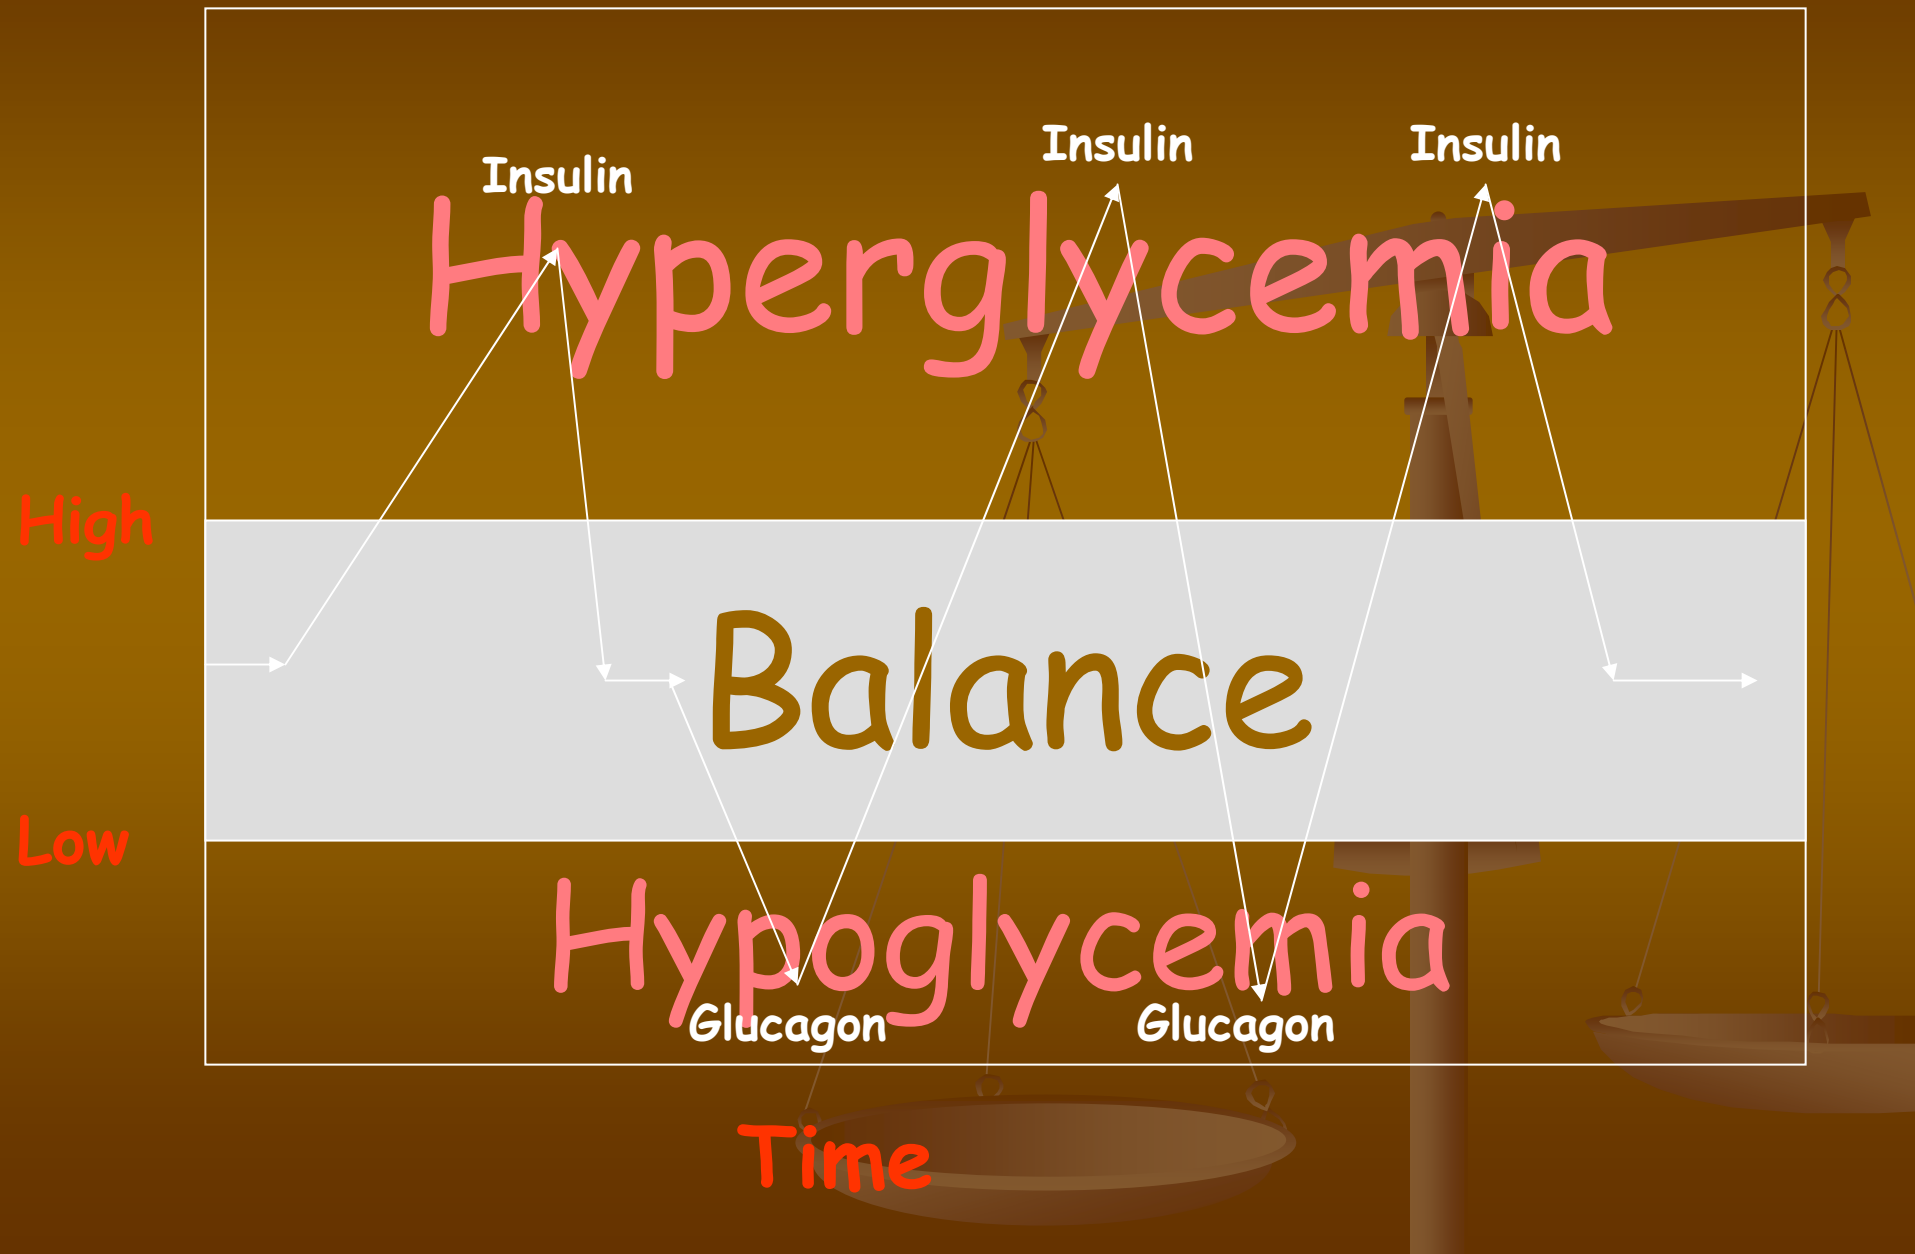 Insulin
Insulin
Insulin
Hyperglycemia
High
Balance
Low
Hypoglycemia
Glucagon
Glucagon
Time